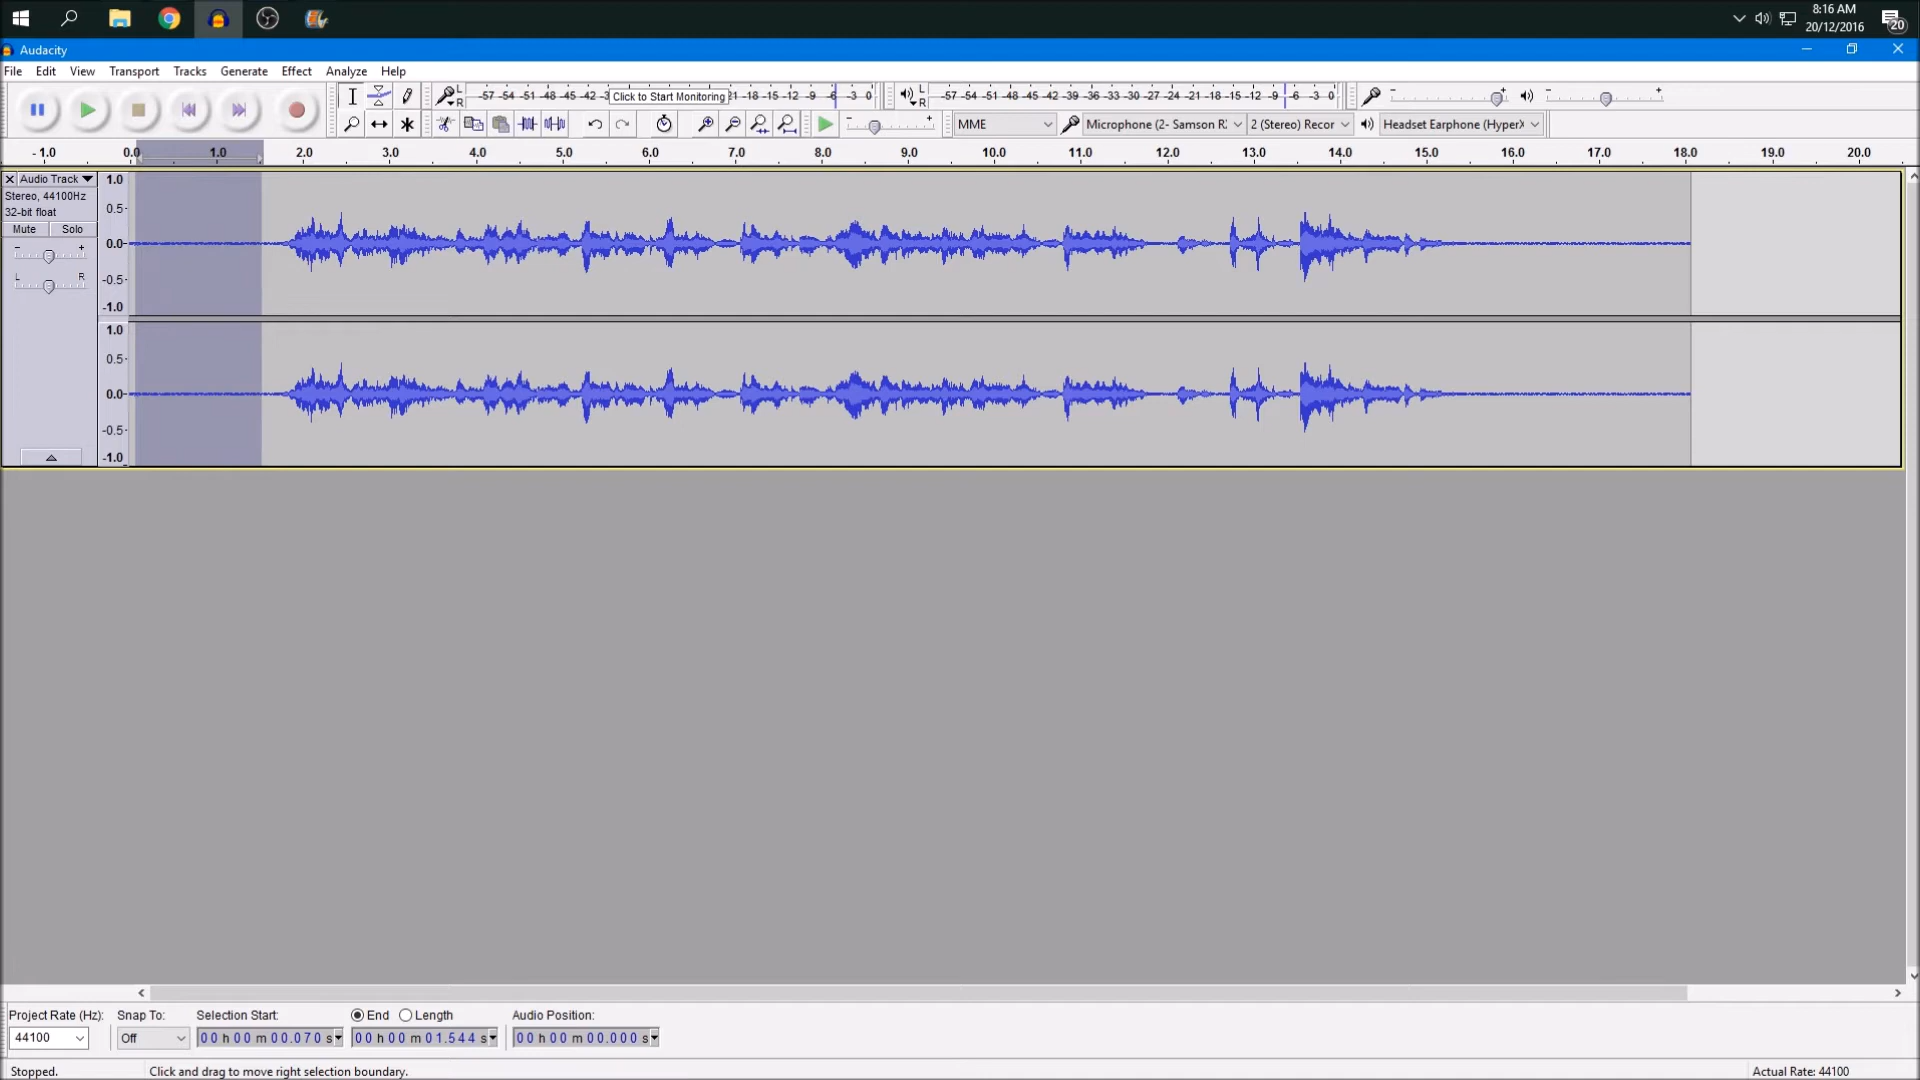 8:16 AM
20/12/2016
20
Audacity
File Edit View Transport Tracks Generate Effect Analyze Help
L
R
-57 -54 -51 -48 -45 -42 -3 Click to Start Monitoring 21 -18 -15 -12 -9 -6 -3 0
L
R
-57 -54 -51 -48 -45 -42 -39 -36 -33 -30 -27 -24 -21 -18 -15 -12 -9 -6 -3 0
MME
Microphone (2- Samson R
2 (Stereo) Recor
Headset Earphone (Hyper
-1.0 0.0 1.0 2.0 3.0 4.0 5.0 6.0 7.0 8.0 9.0 10.0 11.0 12.0 13.0 14.0 15.0 16.0 17.0 18.0 19.0 20.0
Audio Track
Stereo, 44100Hz
32-bit float
Mute Solo
- +
L R
1.0
0.5
0.0
-0.5
-1.0
1.0
0.5
0.0
-0.5
-1.0
Project Rate (Hz): Snap To: Selection Start: End Length Audio Position:
44100 Off 00 h 00 m 00.070 s 00 h 00 m 01.544 s 00 h 00 m 00.000 s
Stopped. Click and drag to move right selection boundary. Actual Rate: 44100